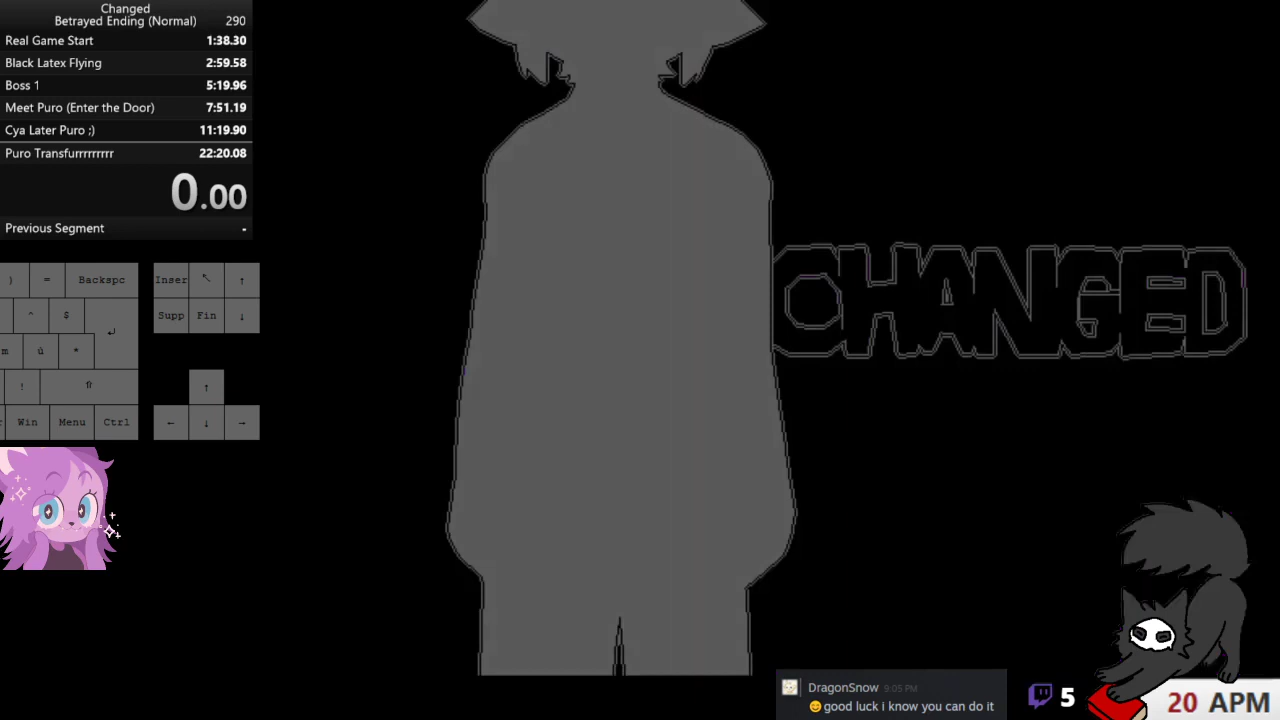 Changed
Betrayed Ending (Normal) 290
Real Game Start 1:38.30
Black Latex Flying 2:59.58
Boss 1 5:19.96
Meet Puro (Enter the Door) 7:51.19
Cya Later Puro ;) 11:19.90
Puro Transfurrrrrrrrr 22:20.08
0.00
Previous Segment -
) = Backspc Inser ↖ ↑
^ $ ↵ Supp Fin ↓
m ù *
! ⇧ ↑
Win Menu Ctrl ← ↓ →
CHANGED
DragonSnow 9:05 PM
😊good luck i know you can do it
5
20 APM